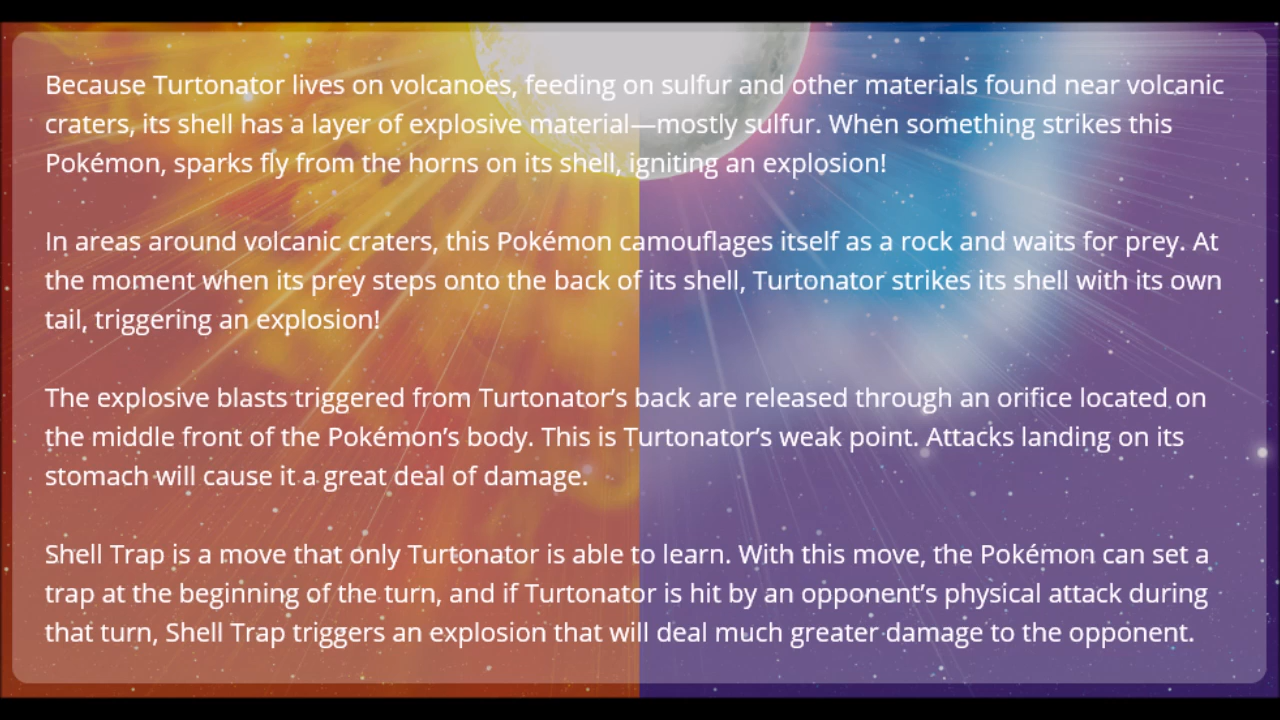 Because Turtonator lives on volcanoes, feeding on sulfur and other materials found near volcanic
craters, its shell has a layer of explosive material—mostly sulfur. When something strikes this
Pokémon, sparks fly from the horns on its shell, igniting an explosion!
In areas around volcanic craters, this Pokémon camouflages itself as a rock and waits for prey. At
the moment when its prey steps onto the back of its shell, Turtonator strikes its shell with its own
tail, triggering an explosion!
The explosive blasts triggered from Turtonator’s back are released through an orifice located on
the middle front of the Pokémon’s body. This is Turtonator’s weak point. Attacks landing on its
stomach will cause it a great deal of damage.
Shell Trap is a move that only Turtonator is able to learn. With this move, the Pokémon can set a
trap at the beginning of the turn, and if Turtonator is hit by an opponent’s physical attack during
that turn, Shell Trap triggers an explosion that will deal much greater damage to the opponent.